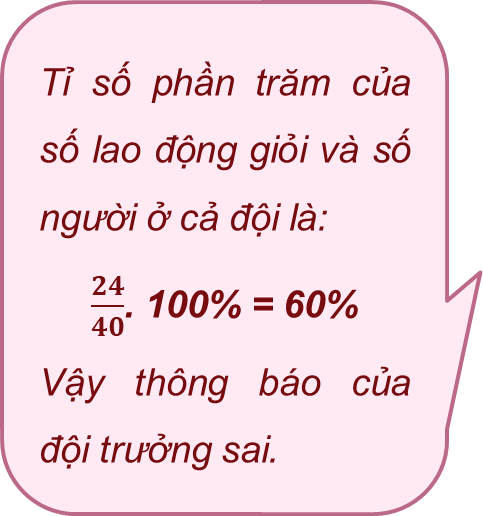 Tỉ số phần trăm của
số lao động giỏi và số
người ở cả đội là:
24/40. 100% = 60%
Vậy thông báo của
đội trưởng sai.